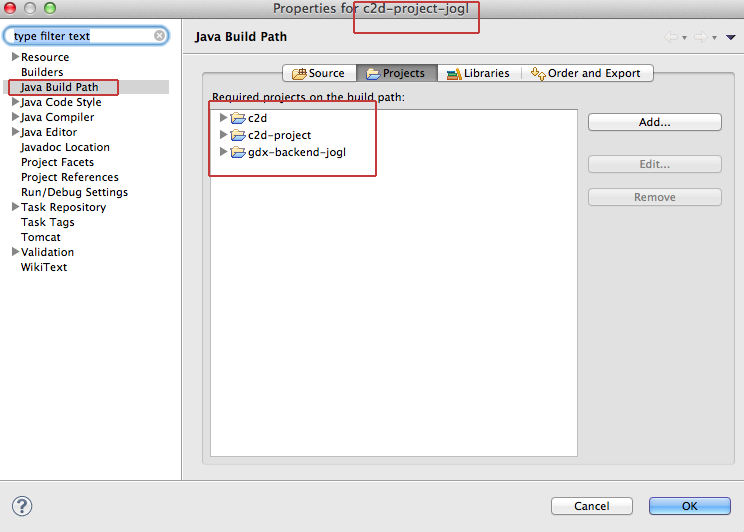 Properties for c2d-project-jogl
type filter text
Resource
Builders
Java Build Path
Java Code Style
Java Compiler
Java Editor
Javadoc Location
Project Facets
Project References
Run/Debug Settings
Task Repository
Task Tags
Tomcat
Validation
WikiText
Java Build Path
Source
Projects
Libraries
Order and Export
Required projects on the build path:
c2d
c2d-project
gdx-backend-jogl
Add...
Edit...
Remove
?
Cancel
OK